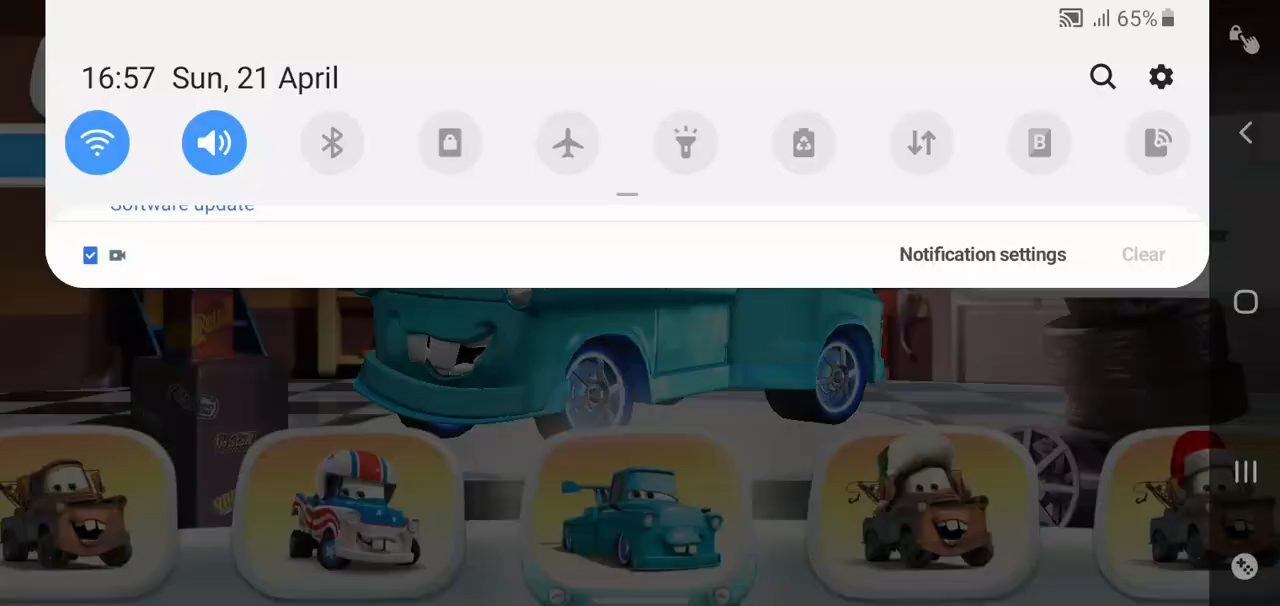 65%
16:57 Sun, 21 April
B
Software update
Notification settings Clear